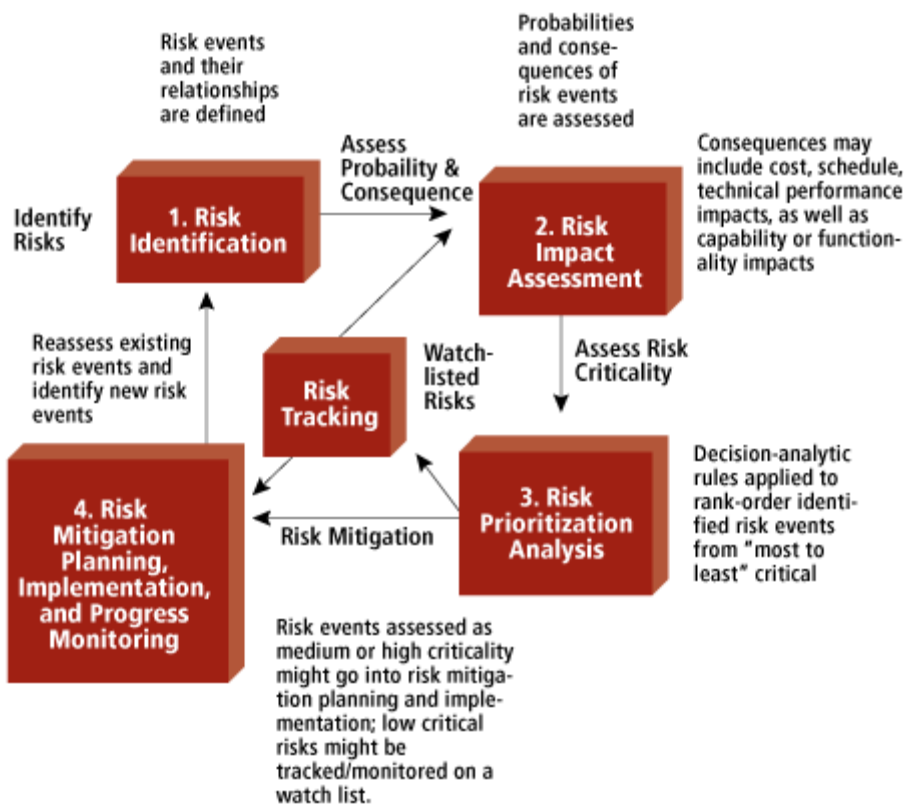 Risk events
and their
relationships
are defined
Probabilities
and conse-
quences of
risk events
are assessed
Assess
Probaility &
Consequence
Consequences may
include cost, schedule,
technical performance
impacts, as well as
capability or function-
ality impacts
Identify
Risks
1. Risk
Identification
2. Risk
Impact
Assessment
Reassess existing
risk events and
identify new risk
events
Risk
Tracking
Watch-
listed
Risks
Assess Risk
Criticality
4. Risk
Mitigation
Planning,
Implementation,
and Progress
Monitoring
Risk Mitigation
3. Risk
Prioritization
Analysis
Decision-analytic
rules applied to
rank-order identi-
fied risk events
from "most to
least" critical
Risk events assessed as
medium or high criticality
might go into risk mitiga-
tion planning and imple-
mentation; low critical
risks might be
tracked/monitored on a
watch list.